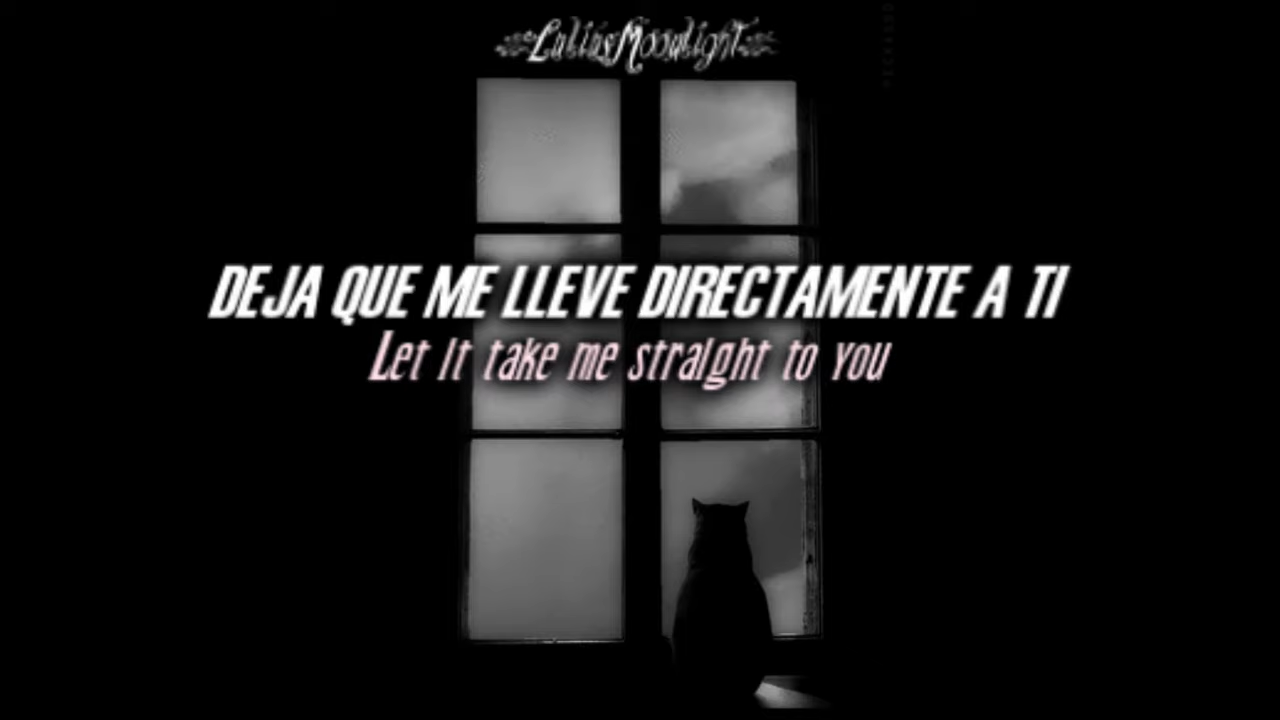 LaliasMoonlight
DEJA QUE ME LLEVE DIRECTAMENTE A TI
Let it take me straight to you